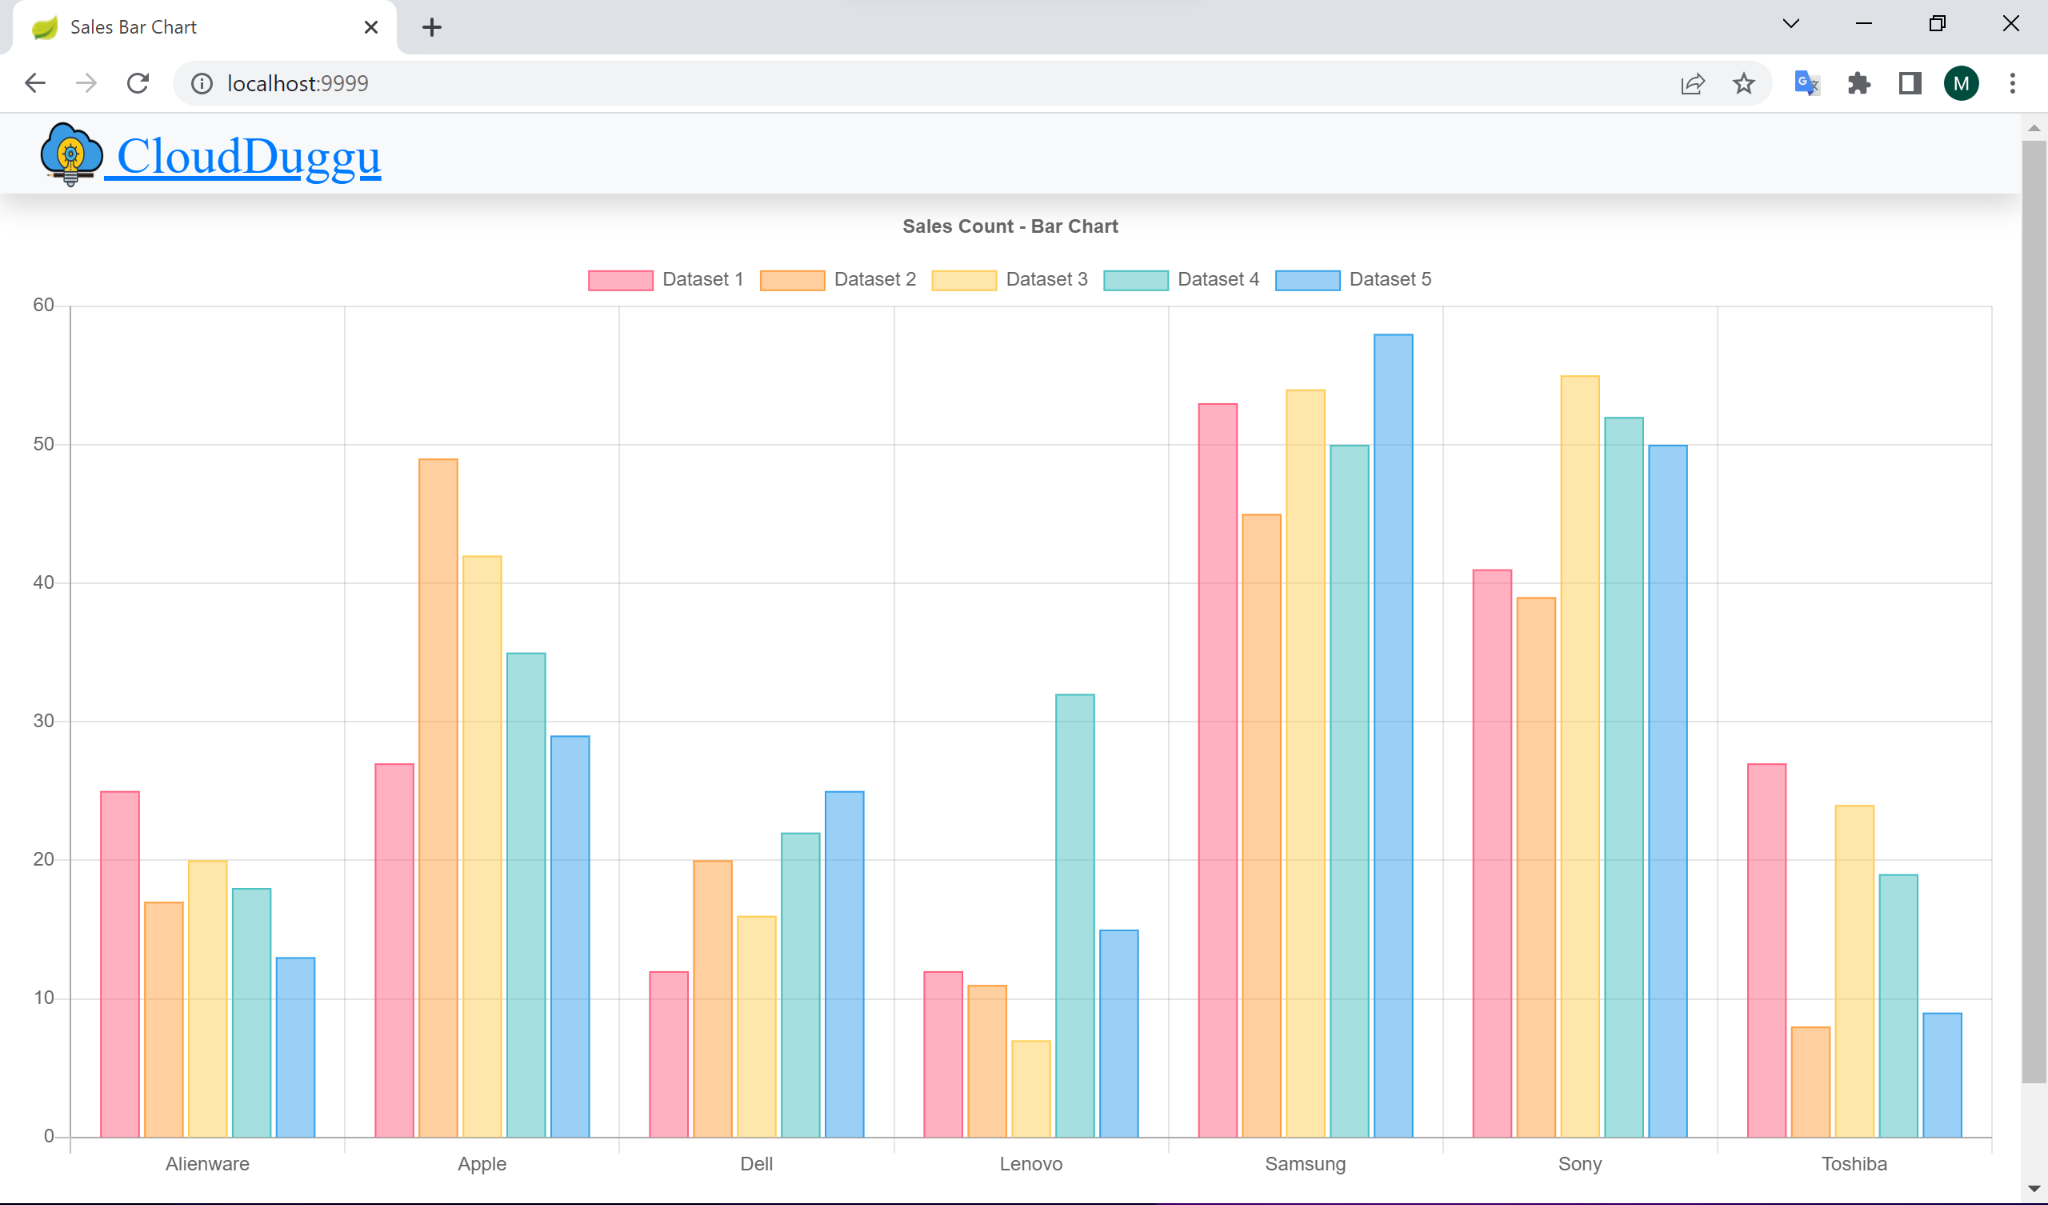 Sales Bar Chart
localhost:9999
M
CloudDuggu
Sales Count - Bar Chart
Dataset 1 Dataset 2 Dataset 3 Dataset 4 Dataset 5
60
50
40
30
20
10
0
Alienware Apple Dell Lenovo Samsung Sony Toshiba